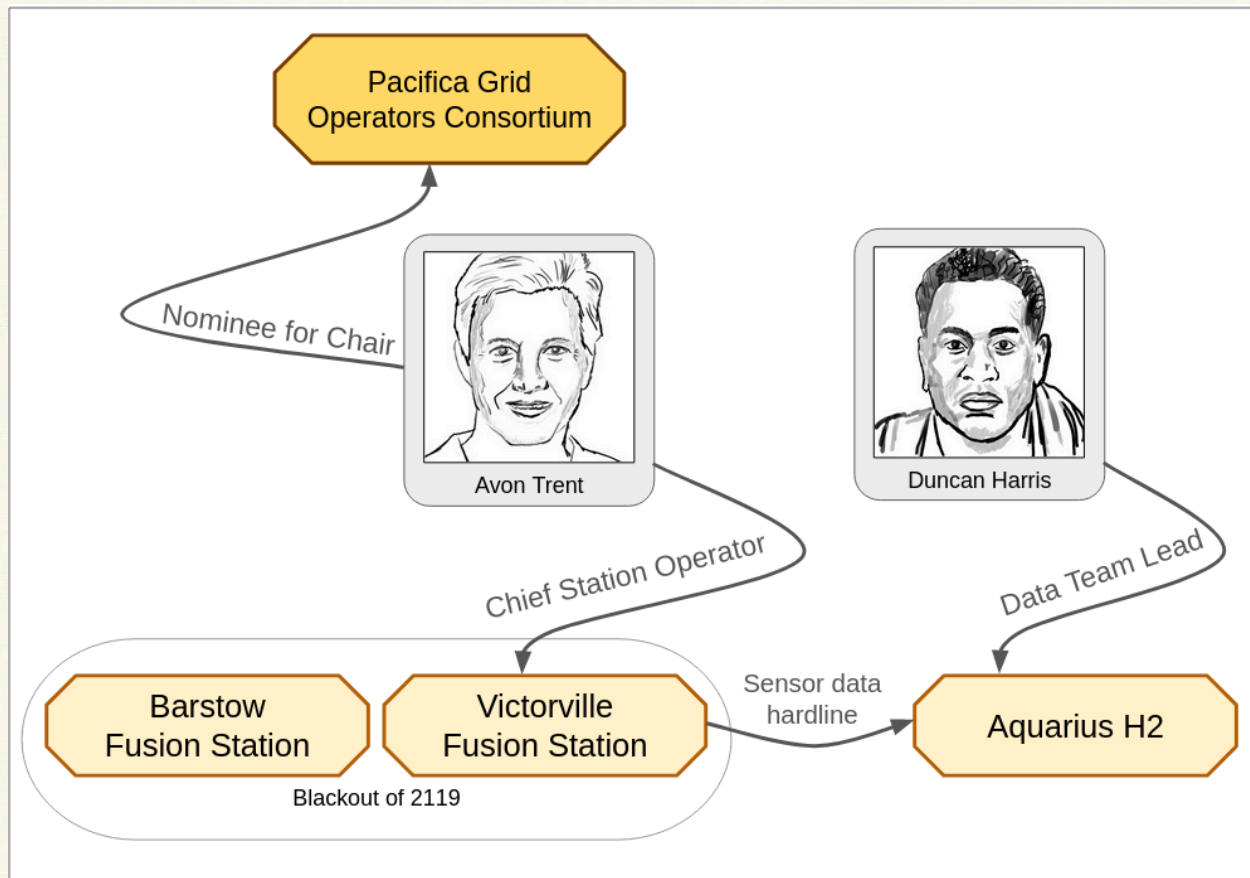 Pacifica Grid
Operators Consortium
Nominee for Chair
Avon Trent
Duncan Harris
Chief Station Operator
Data Team Lead
Barstow
Fusion Station
Victorville
Fusion Station
Sensor data
hardline
Aquarius H2
Blackout of 2119